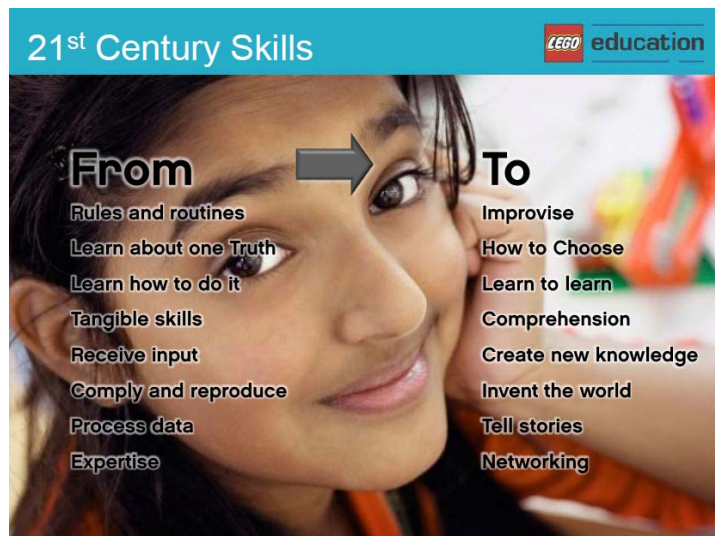 21st Century Skills
LEGO education
From
To
Rules and routines
Improvise
Learn about one Truth
How to Choose
Learn how to do it
Learn to learn
Tangible skills
Comprehension
Receive input
Create new knowledge
Comply and reproduce
Invent the world
Process data
Tell stories
Expertise
Networking